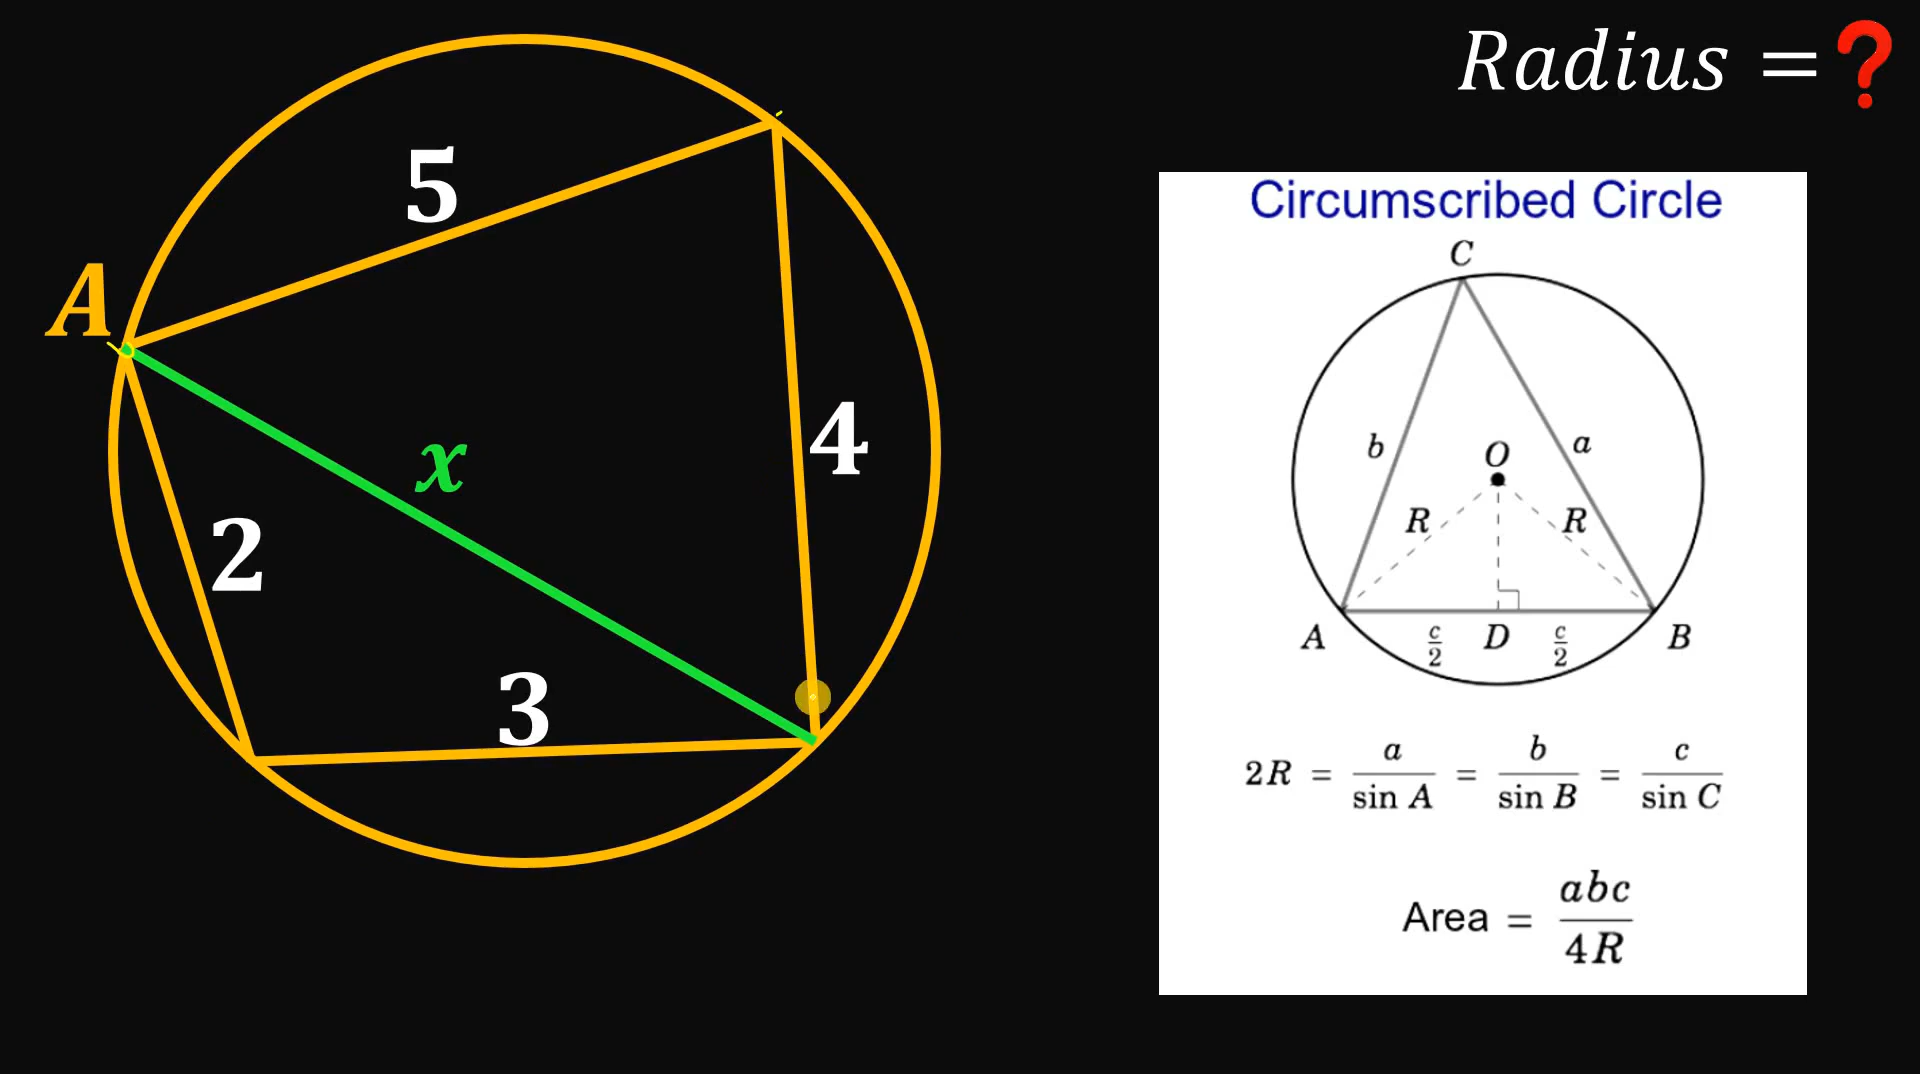 Radius = ❓
5
A
x
4
2
3
Circumscribed Circle
C
b
a
O
R
R
A
c/2
D
c/2
B
2R = a/sin A = b/sin B = c/sin C
Area = abc/4R